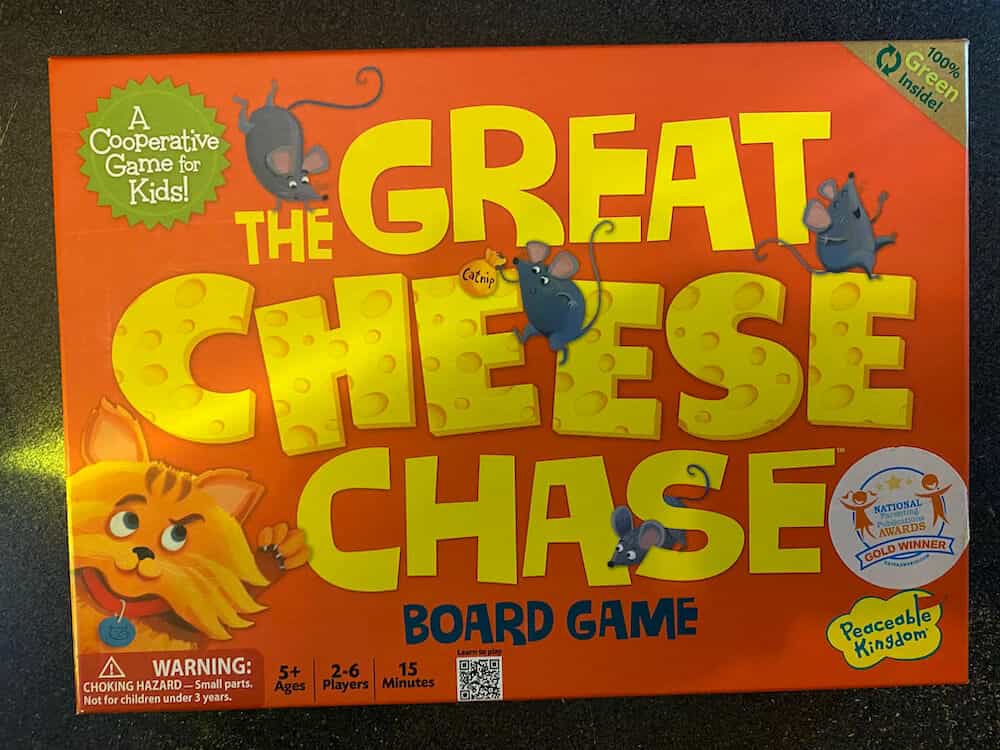 A
Cooperative
Game for
Kids!
100%
Green
Inside!
THE GREAT
Catnip
CHEESE
CHASE™
BOARD GAME
NATIONAL
Parenting
Publications
AWARDS
GOLD WINNER
Peaceable
Kingdom
WARNING:
CHOKING HAZARD — Small parts.
Not for children under 3 years.
5+
Ages
2-6
Players
15
Minutes
Learn to play